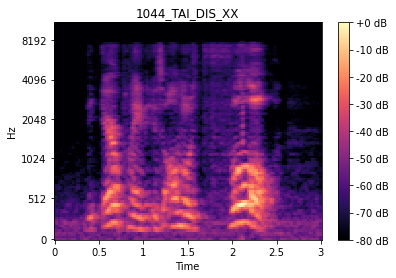 1044_TAI_DIS_XX
Hz
8192
4096
2048
1024
512
0
0 0.5 1 1.5 2 2.5 3
Time
+0 dB
-10 dB
-20 dB
-30 dB
-40 dB
-50 dB
-60 dB
-70 dB
-80 dB